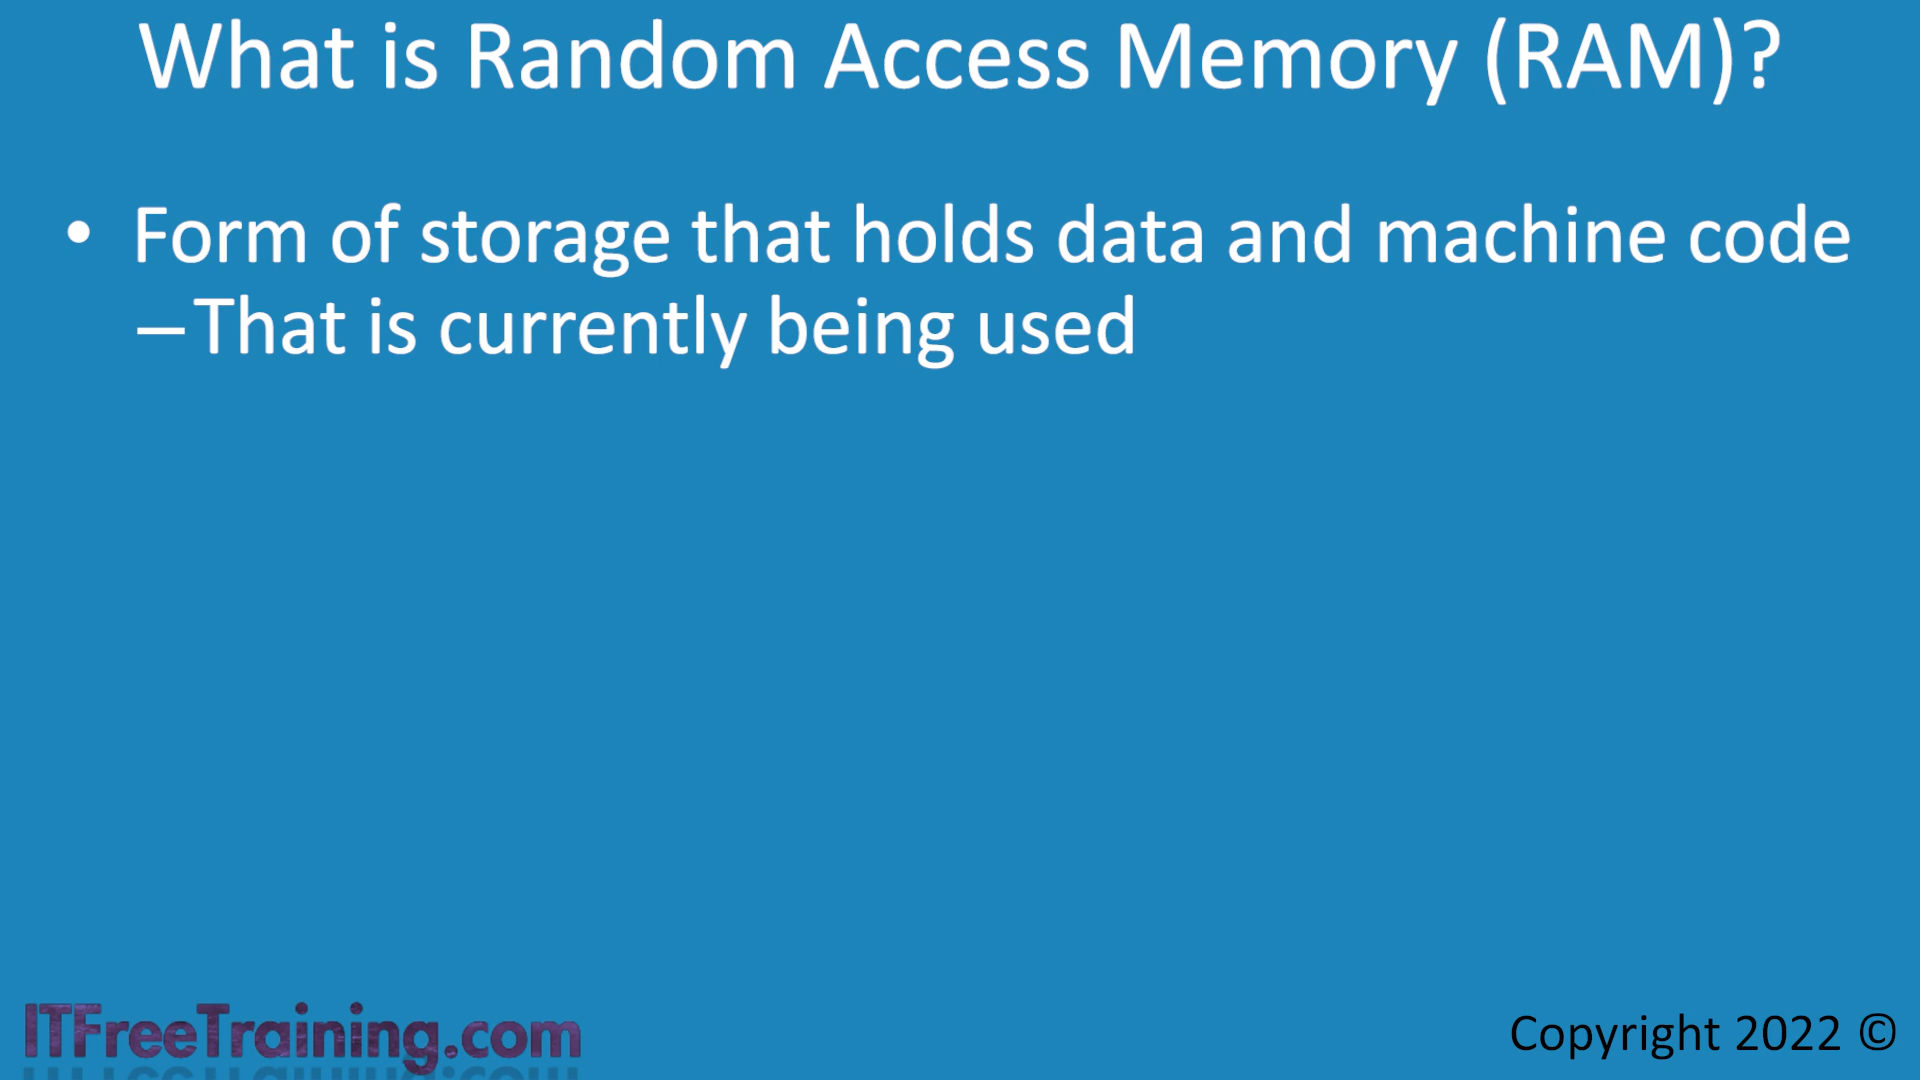 What is Random Access Memory (RAM)?
• Form of storage that holds data and machine code
–That is currently being used
ITFreeTraining.com
Copyright 2022 ©